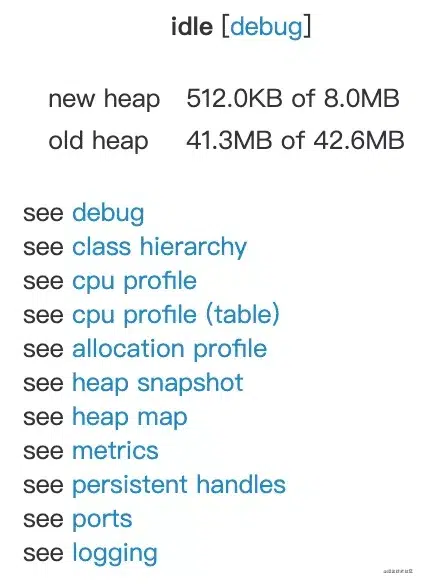 idle [debug]
new heap 512.0KB of 8.0MB
old heap 41.3MB of 42.6MB
see debug
see class hierarchy
see cpu profile
see cpu profile (table)
see allocation profile
see heap snapshot
see heap map
see metrics
see persistent handles
see ports
see logging